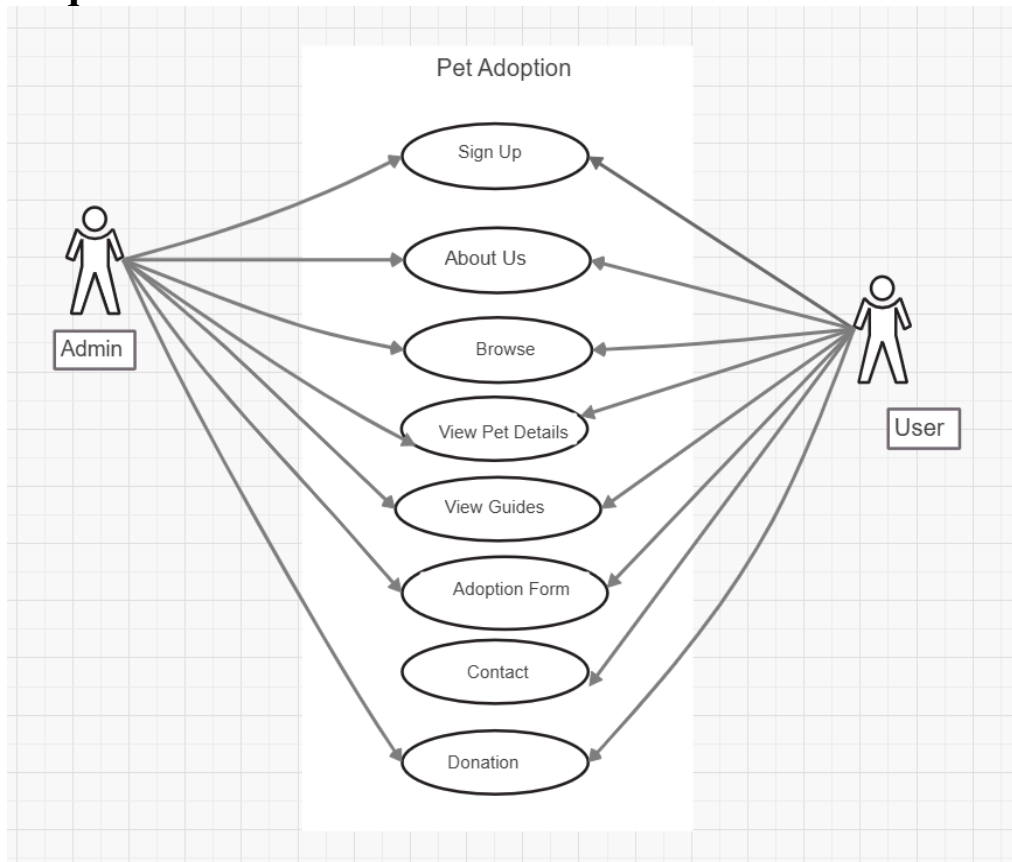 Pet Adoption
Sign Up
About Us
Admin
Browse
View Pet Details
User
View Guides
Adoption Form
Contact
Donation